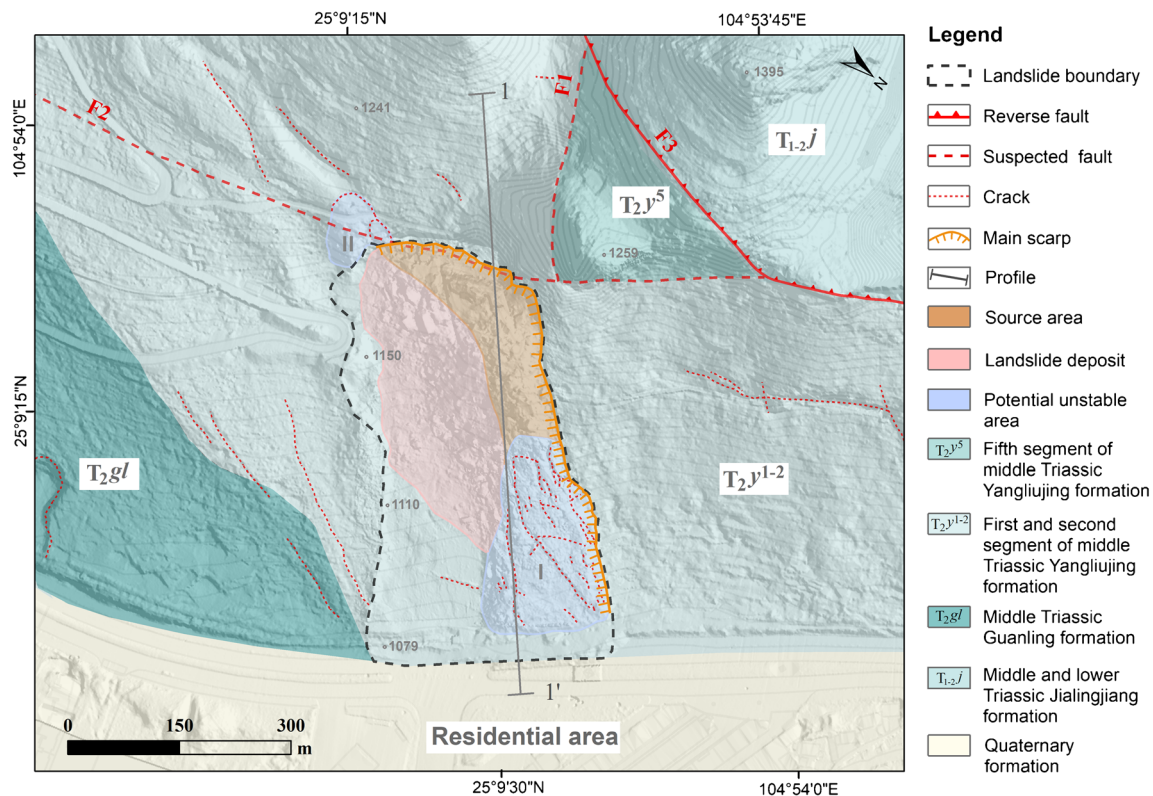 25°9'15"N
104°53'45"E
104°54'0"E
25°9'15"N
F2
F1
F3
1241
1395
N
1
T₁₋₂j
T₂y⁵
II
1259
1150
T₂gl
1110
T₂y¹⁻²
I
1079
1'
0 150 300
m
Residential area
25°9'30"N
104°54'0"E
Legend
Landslide boundary
Reverse fault
Suspected fault
Crack
Main scarp
Profile
Source area
Landslide deposit
Potential unstable
area
T₂y⁵
Fifth segment of
middle Triassic
Yangliujing formation
T₂y¹⁻²
First and second
segment of middle
Triassic Yangliujing
formation
T₂gl
Middle Triassic
Guanling formation
T₁₋₂j
Middle and lower
Triassic Jialingjiang
formation
Quaternary
formation